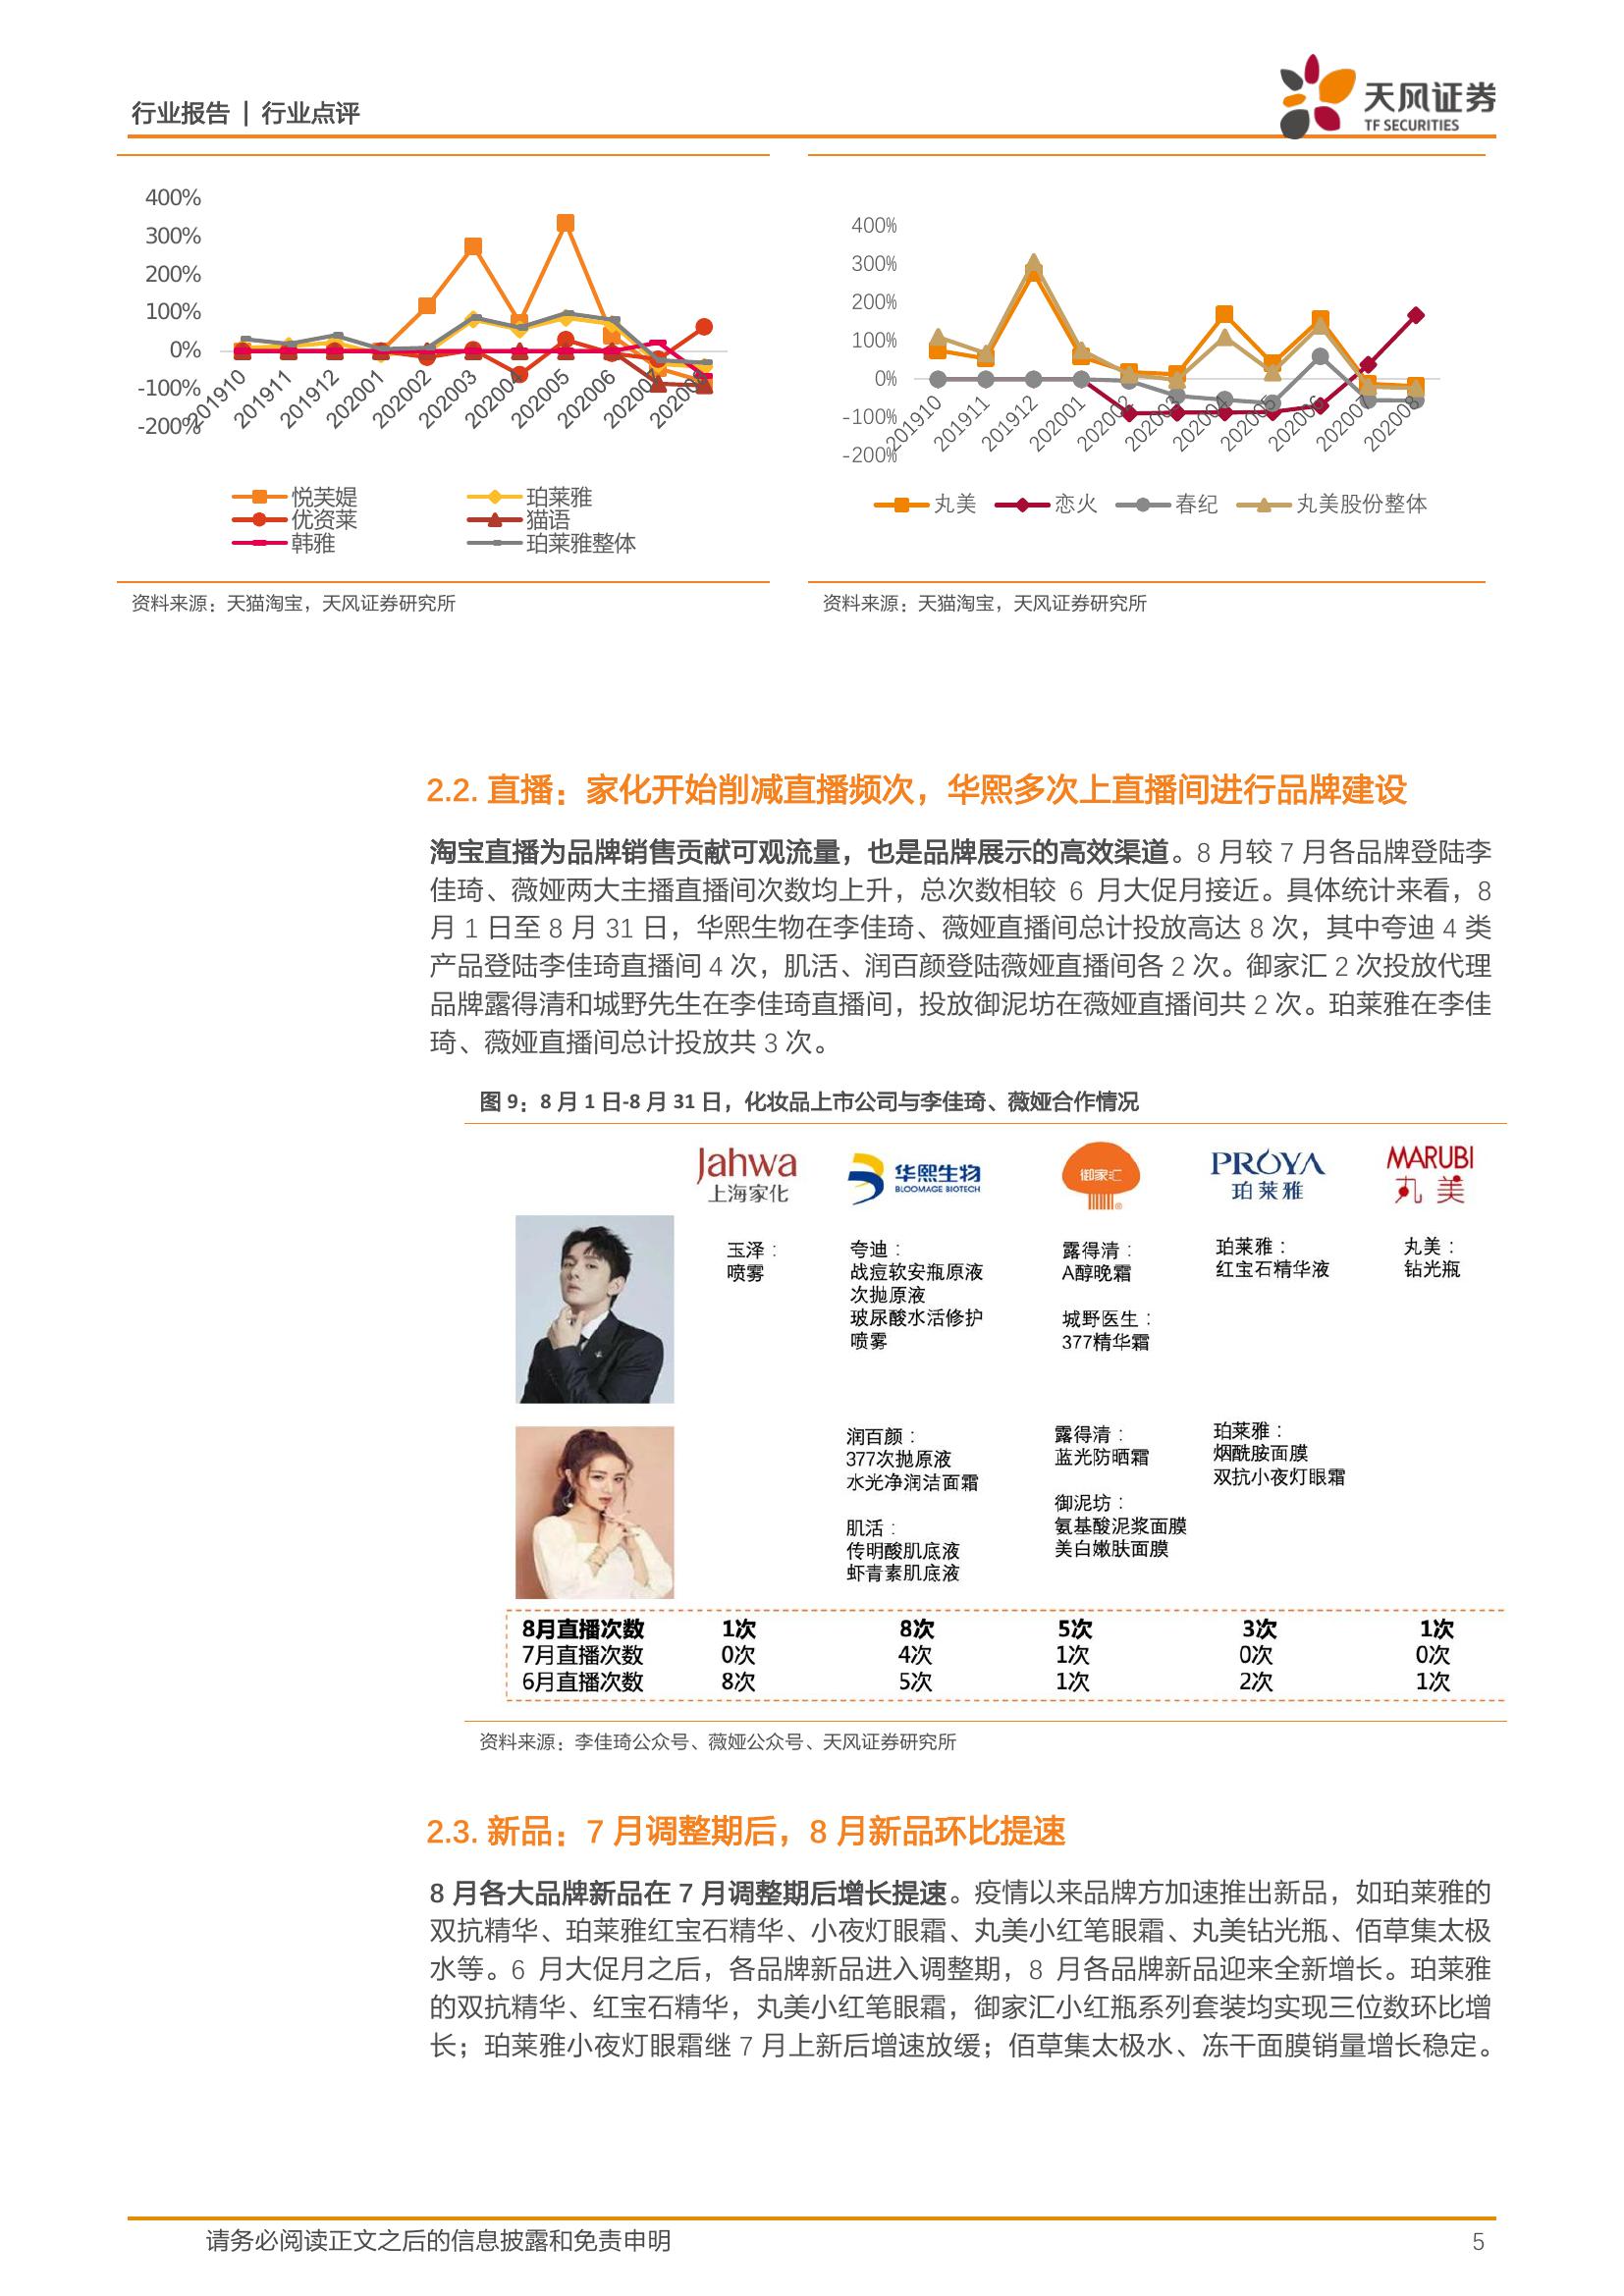 行业报告 | 行业点评
天风证券
TF SECURITIES
400%
300%
200%
100%
0%
-100%
-200%
201910
201911
201912
202001
202002
202003
202004
202005
202006
202007
202008
悦芙媞
珀莱雅
优资莱
猫语
韩雅
珀莱雅整体
400%
300%
200%
100%
0%
-100%
-200%
201910
201911
201912
202001
202002
202003
202004
202005
202006
202007
202008
丸美
恋火
春纪
丸美股份整体
资料来源：天猫淘宝，天风证券研究所
资料来源：天猫淘宝，天风证券研究所
2.2. 直播：家化开始削减直播频次，华熙多次上直播间进行品牌建设
淘宝直播为品牌销售贡献可观流量，也是品牌展示的高效渠道。8 月较 7 月各品牌登陆李
佳琦、薇娅两大主播直播间次数均上升，总次数相较 6 月大促月接近。具体统计来看，8
月 1 日至 8 月 31 日，华熙生物在李佳琦、薇娅直播间总计投放高达 8 次，其中夸迪 4 类
产品登陆李佳琦直播间 4 次，肌活、润百颜登陆薇娅直播间各 2 次。御家汇 2 次投放代理
品牌露得清和城野先生在李佳琦直播间，投放御泥坊在薇娅直播间共 2 次。珀莱雅在李佳
琦、薇娅直播间总计投放共 3 次。
图 9：8 月 1 日-8 月 31 日，化妆品上市公司与李佳琦、薇娅合作情况
Jahwa
上海家化
华熙生物
BLOOMAGE BIOTECH
御家汇
®
PROYA
珀莱雅
MARUBI
丸美
玉泽：
喷雾
夸迪：
战痘软安瓶原液
次抛原液
玻尿酸水活修护
喷雾
露得清：
A醇晚霜
城野医生：
377精华霜
珀莱雅：
红宝石精华液
丸美：
钻光瓶
润百颜：
377次抛原液
水光净润洁面霜
肌活：
传明酸肌底液
虾青素肌底液
露得清：
蓝光防晒霜
御泥坊：
氨基酸泥浆面膜
美白嫩肤面膜
珀莱雅：
烟酰胺面膜
双抗小夜灯眼霜
8月直播次数 1次 8次 5次 3次 1次
7月直播次数 0次 4次 1次 0次 0次
6月直播次数 8次 5次 1次 2次 1次
资料来源：李佳琦公众号、薇娅公众号、天风证券研究所
2.3. 新品：7 月调整期后，8 月新品环比提速
8 月各大品牌新品在 7 月调整期后增长提速。疫情以来品牌方加速推出新品，如珀莱雅的
双抗精华、珀莱雅红宝石精华、小夜灯眼霜、丸美小红笔眼霜、丸美钻光瓶、佰草集太极
水等。6 月大促月之后，各品牌新品进入调整期，8 月各品牌新品迎来全新增长。珀莱雅
的双抗精华、红宝石精华，丸美小红笔眼霜，御家汇小红瓶系列套装均实现三位数环比增
长；珀莱雅小夜灯眼霜继 7 月上新后增速放缓；佰草集太极水、冻干面膜销量增长稳定。
请务必阅读正文之后的信息披露和免责申明
5